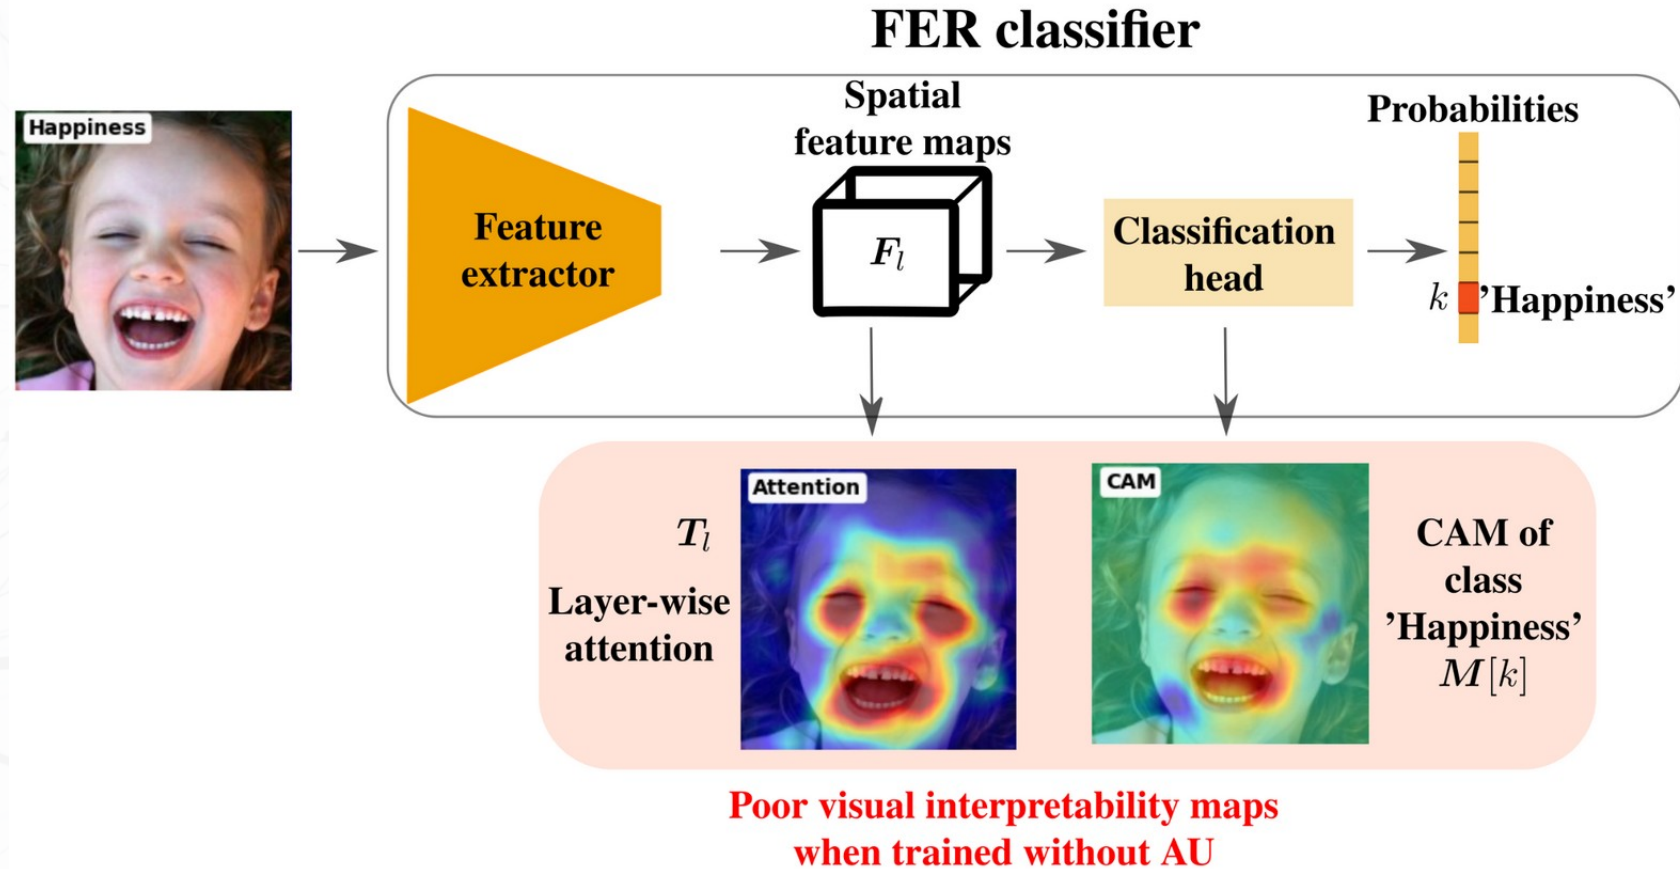 FER classifier
Happiness
Feature
extractor
Spatial
feature maps
F_l
Classification
head
Probabilities
k 'Happiness'
T_l
Layer-wise
attention
Attention
CAM
CAM of
class
'Happiness'
M[k]
Poor visual interpretability maps
when trained without AU